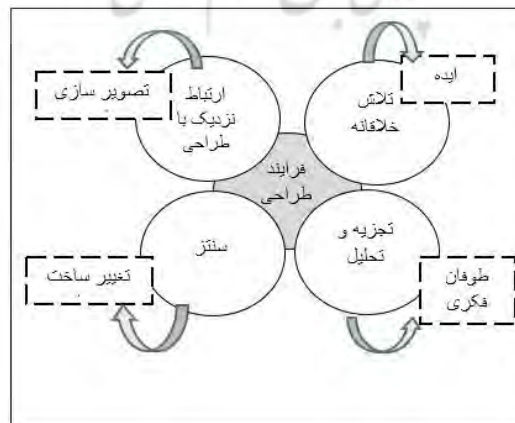 ایده
تلاش
خلاقانه
ارتباط
نزدیک با
طراحی
تصویر سازی
فرایند
طراحی
تجزیه و
تحلیل
سنتز
تغییر ساخت
طوفان
فکری